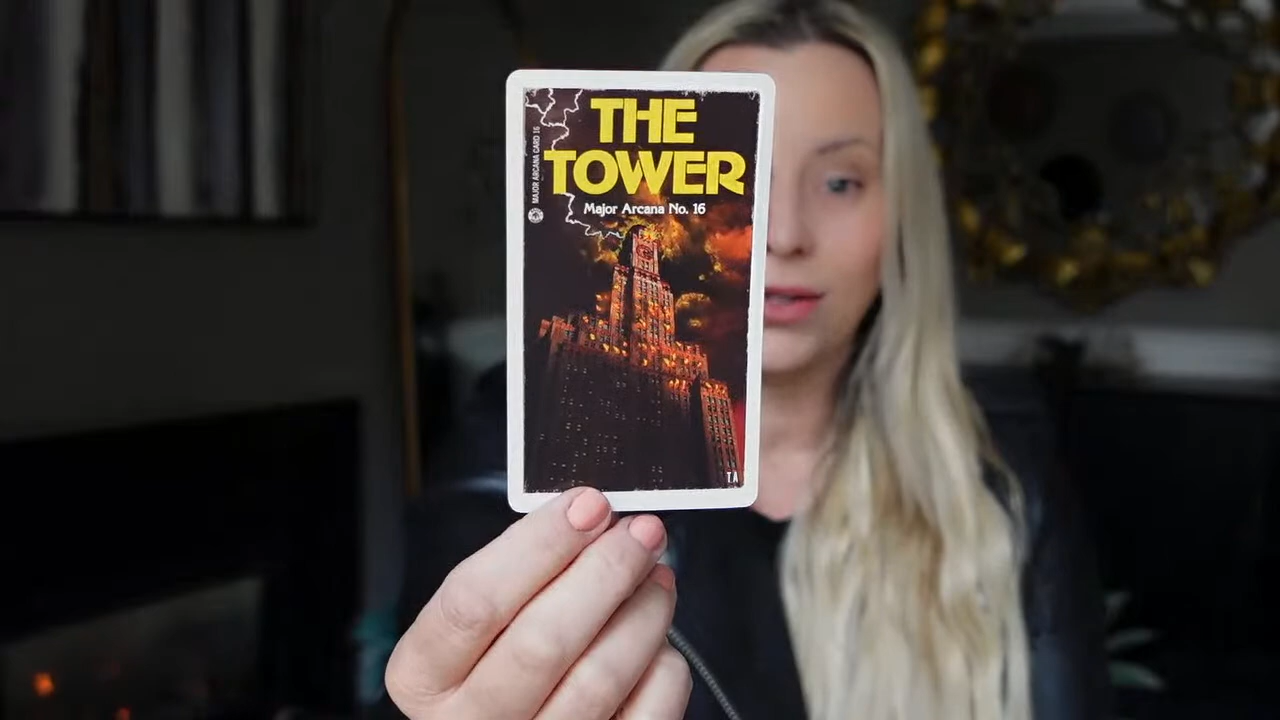 THE
TOWER
Major Arcana No. 16
MAJOR ARCANA CARD 16
T.A